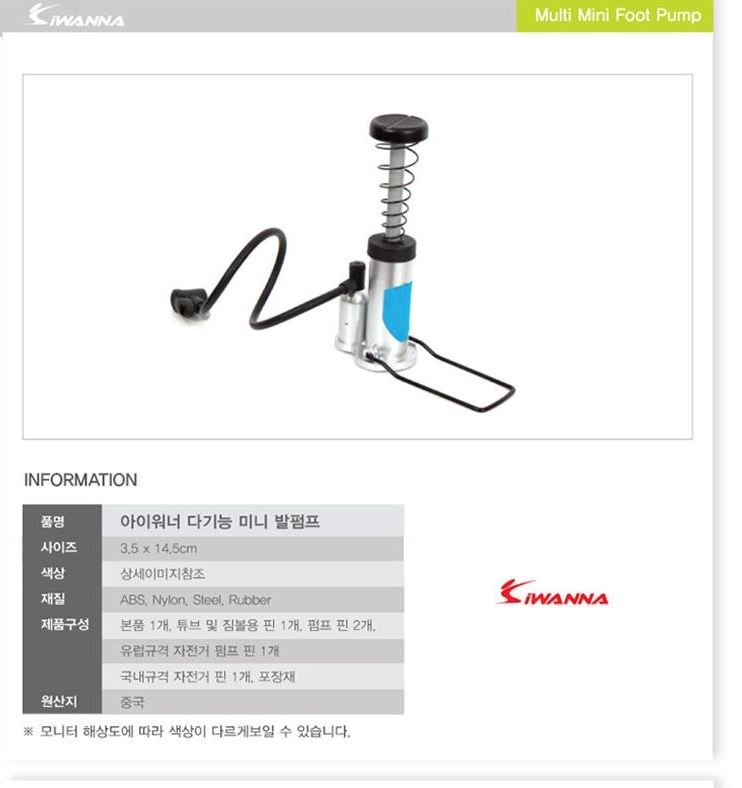 iWANNA
Multi Mini Foot Pump
INFORMATION
품명 아이워너 다기능 미니 발펌프
사이즈 3.5 x 14.5cm
색상 상세이미지참조
재질 ABS, Nylon, Steel, Rubber
제품구성 본품 1개, 튜브 및 짐볼용 핀 1개, 펌프 핀 2개,
유럽규격 자전거 펌프 핀 1개
국내규격 자전거 핀 1개, 포장재
원산지 중국
iWANNA
※ 모니터 해상도에 따라 색상이 다르게보일 수 있습니다.